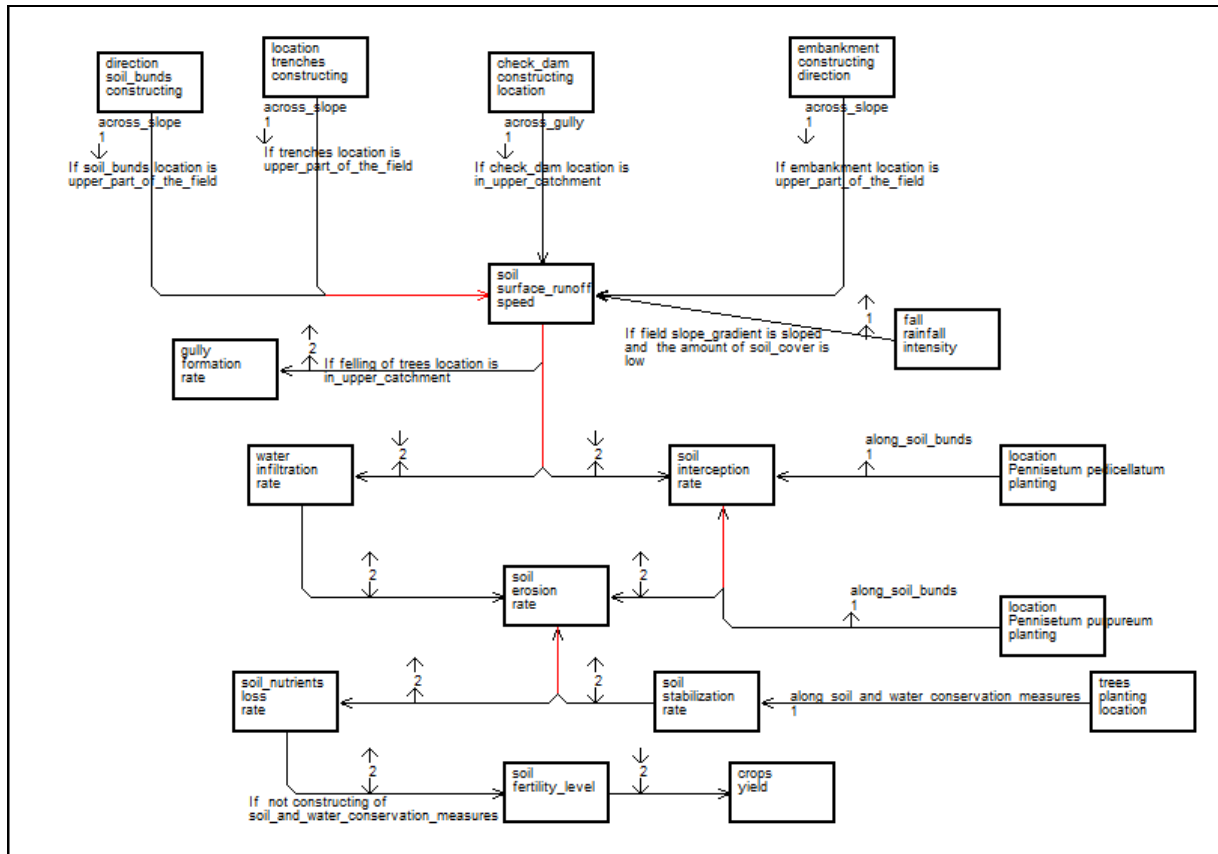 direction
soil_bunds
constructing
location
trenches
constructing
check_dam
constructing
location
embankment
constructing
direction
across_slope
1
If soil_bunds location is
upper_part_of_the_field
across_slope
1
If trenches location is
upper_part_of_the_field
across_gully
1
If check_dam location is
in_upper_catchment
across_slope
1
If embankment location is
upper_part_of_the_field
soil
surface_runoff
speed
1
fall
rainfall
intensity
If field slope_gradient is sloped
and the amount of soil_cover is
low
gully
formation
rate
2
If felling of trees location is
in_upper_catchment
water
infiltration
rate
2
2
soil
interception
rate
along_soil_bunds
1
location
Pennisetum pedicellatum
planting
2
soil
erosion
rate
2
along_soil_bunds
1
location
Pennisetum purpureum
planting
soil_nutrients
loss
rate
2
2
soil
stabilization
rate
along_soil_and_water_conservation_measures
1
trees
planting
location
2
If not constructing of
soil_and_water_conservation_measures
soil
fertility_level
2
crops
yield